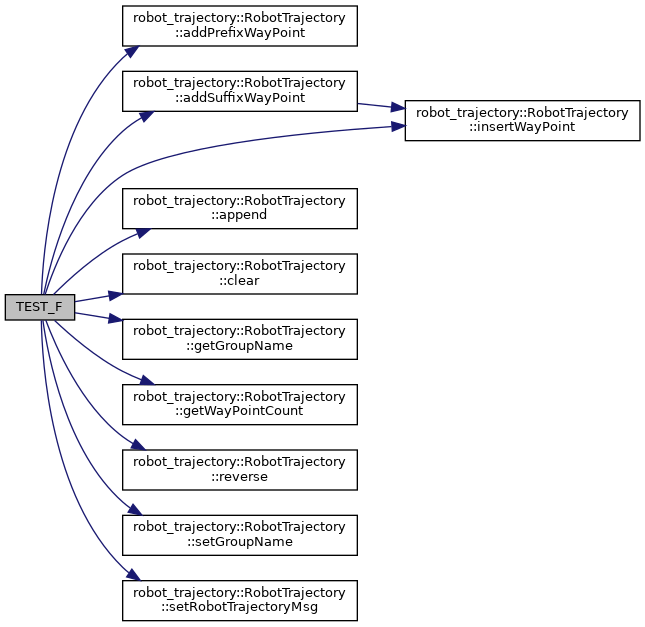 robot_trajectory::RobotTrajectory
::addPrefixWayPoint
robot_trajectory::RobotTrajectory
::addSuffixWayPoint
robot_trajectory::RobotTrajectory
::insertWayPoint
robot_trajectory::RobotTrajectory
::append
robot_trajectory::RobotTrajectory
::clear
TEST_F
robot_trajectory::RobotTrajectory
::getGroupName
robot_trajectory::RobotTrajectory
::getWayPointCount
robot_trajectory::RobotTrajectory
::reverse
robot_trajectory::RobotTrajectory
::setGroupName
robot_trajectory::RobotTrajectory
::setRobotTrajectoryMsg